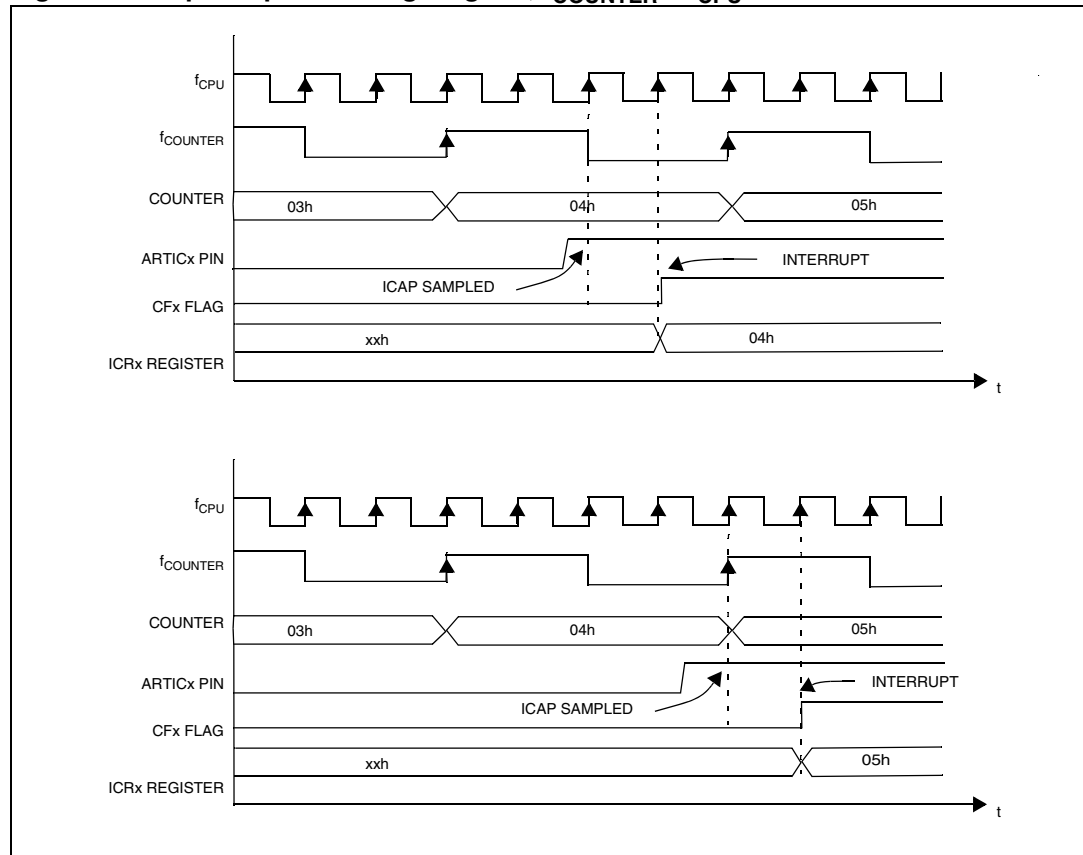 fCPU
fCOUNTER
COUNTER
03h
04h
05h
ARTICx PIN
INTERRUPT
ICAP SAMPLED
CFx FLAG
xxh
04h
ICRx REGISTER
t
fCPU
fCOUNTER
COUNTER
03h
04h
05h
ARTICx PIN
INTERRUPT
ICAP SAMPLED
CFx FLAG
xxh
05h
ICRx REGISTER
t